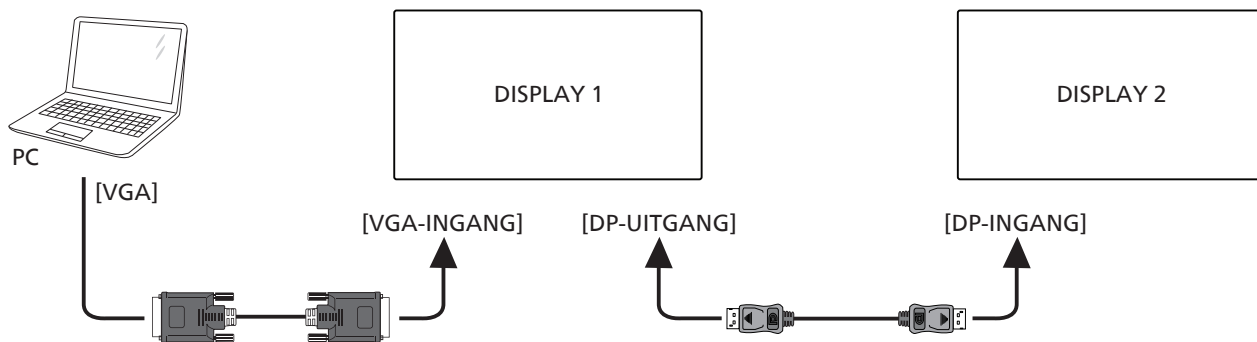 DISPLAY 1
DISPLAY 2
PC
[VGA]
[VGA-INGANG]
[DP-UITGANG]
[DP-INGANG]